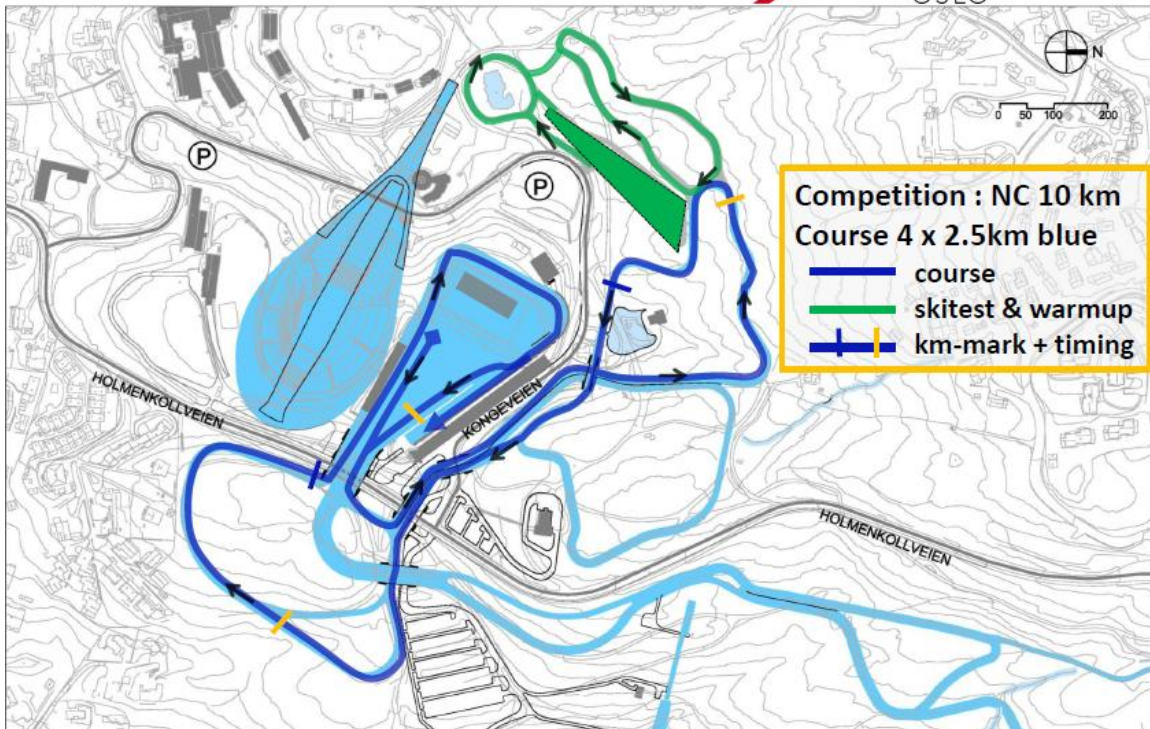 OSLO
N
0 50 100 200
P
P
Competition : NC 10 km
Course 4 x 2.5km blue
course
skitest & warmup
km-mark + timing
HOLMENKOLLVEIEN
KONGEVEIEN
HOLMENKOLLVEIEN